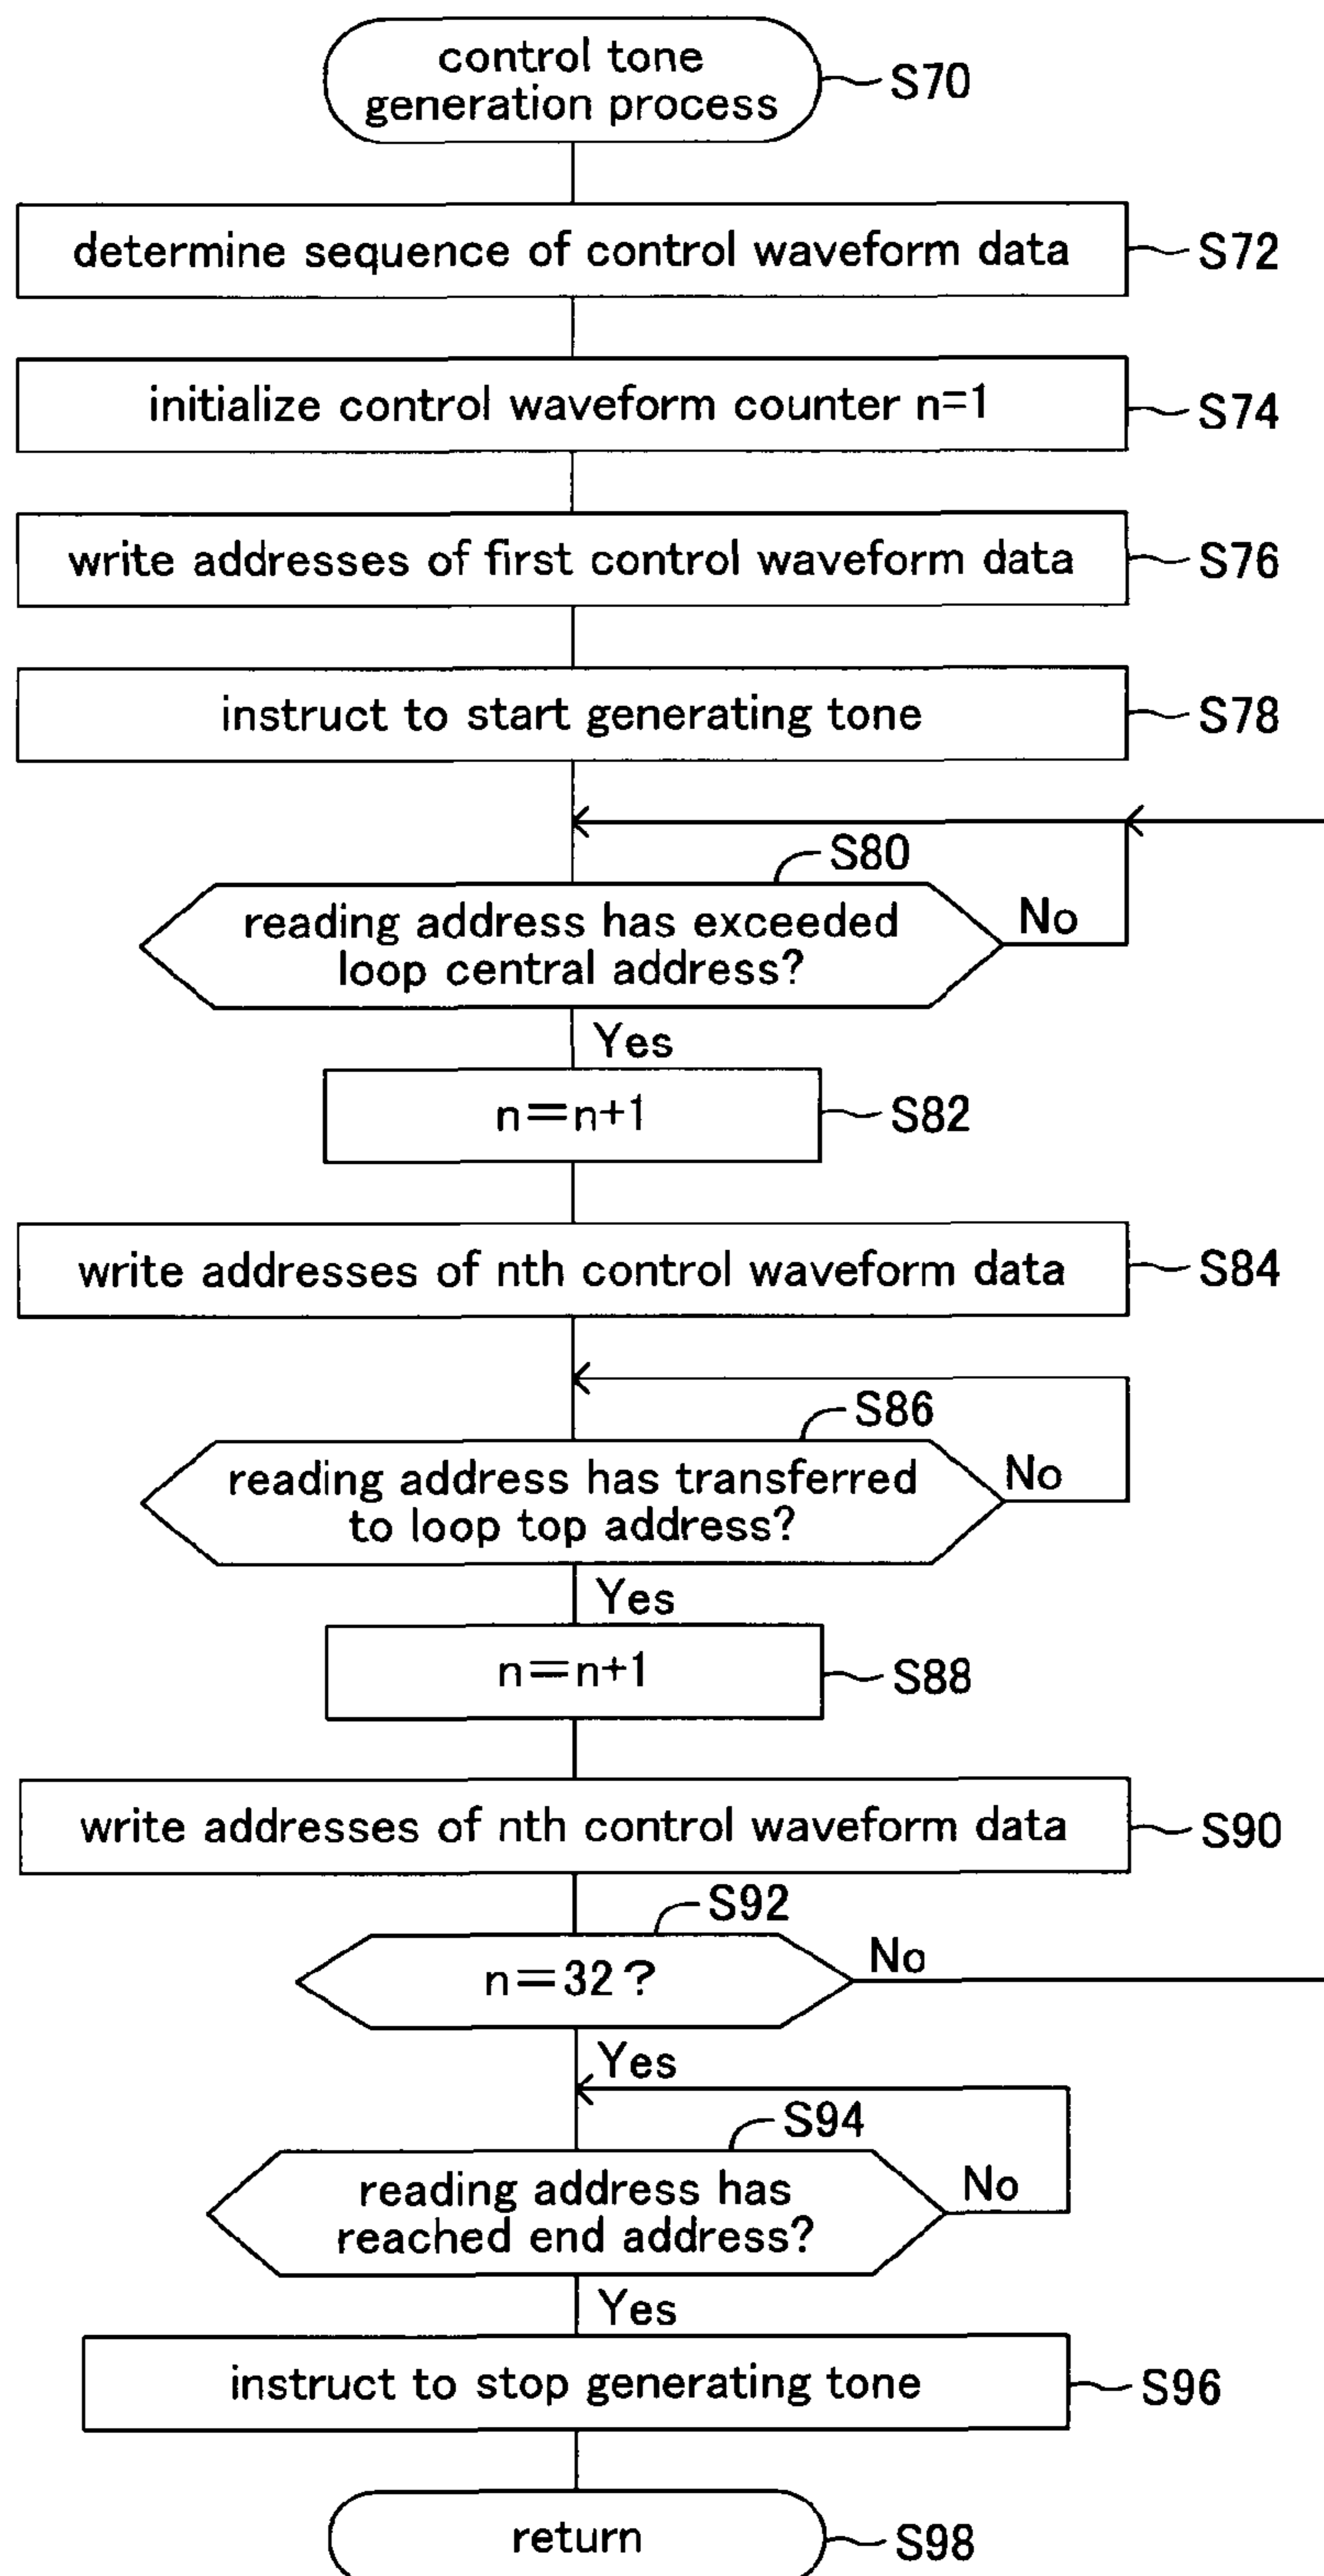 control tone
generation process
S70
determine sequence of control waveform data
S72
initialize control waveform counter n=1
S74
write addresses of first control waveform data
S76
instruct to start generating tone
S78
S80
reading address has exceeded
loop central address?
No
Yes
n=n+1
S82
write addresses of nth control waveform data
S84
S86
reading address has transferred
to loop top address?
No
Yes
n=n+1
S88
write addresses of nth control waveform data
S90
S92
n=32?
No
Yes
S94
reading address has
reached end address?
No
Yes
instruct to stop generating tone
S96
return
S98